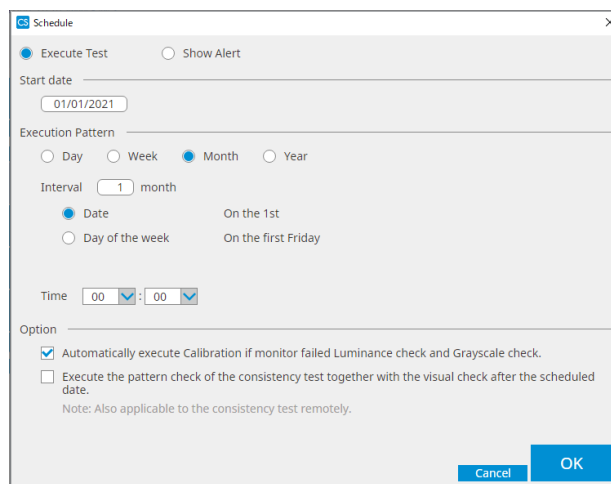 CS Schedule
Execute Test Show Alert
Start date
01/01/2021
Execution Pattern
Day Week Month Year
Interval 1 month
Date On the 1st
Day of the week On the first Friday
Time 00 : 00
Option
Automatically execute Calibration if monitor failed Luminance check and Grayscale check.
Execute the pattern check of the consistency test together with the visual check after the scheduled
date.
Note: Also applicable to the consistency test remotely.
Cancel OK